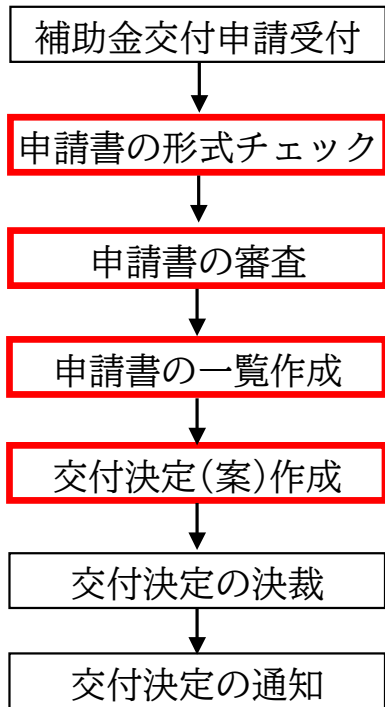 補助金交付申請受付
申請書の形式チェック
申請書の審査
申請書の一覧作成
交付決定(案)作成
交付決定の決裁
交付決定の通知